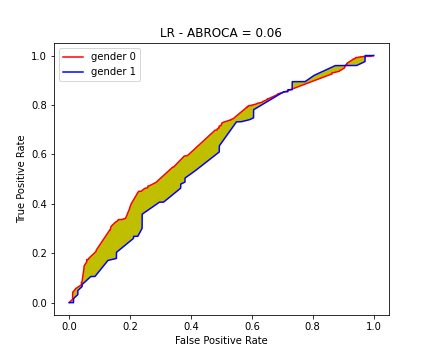 LR - ABROCA = 0.06
gender 0
gender 1
1.0
0.8
0.6
0.4
0.2
0.0
True Positive Rate
0.0 0.2 0.4 0.6 0.8 1.0
False Positive Rate